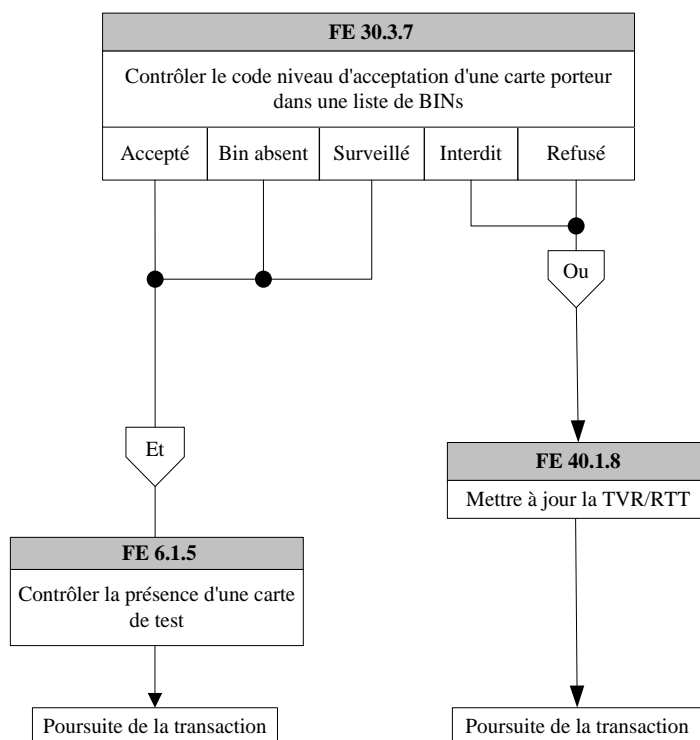 FE 30.3.7
Contrôler le code niveau d'acceptation d'une carte porteur
dans une liste de BINs
Accepté
Bin absent
Surveillé
Interdit
Refusé
Ou
Et
FE 40.1.8
Mettre à jour la TVR/RTT
FE 6.1.5
Contrôler la présence d'une carte
de test
Poursuite de la transaction
Poursuite de la transaction